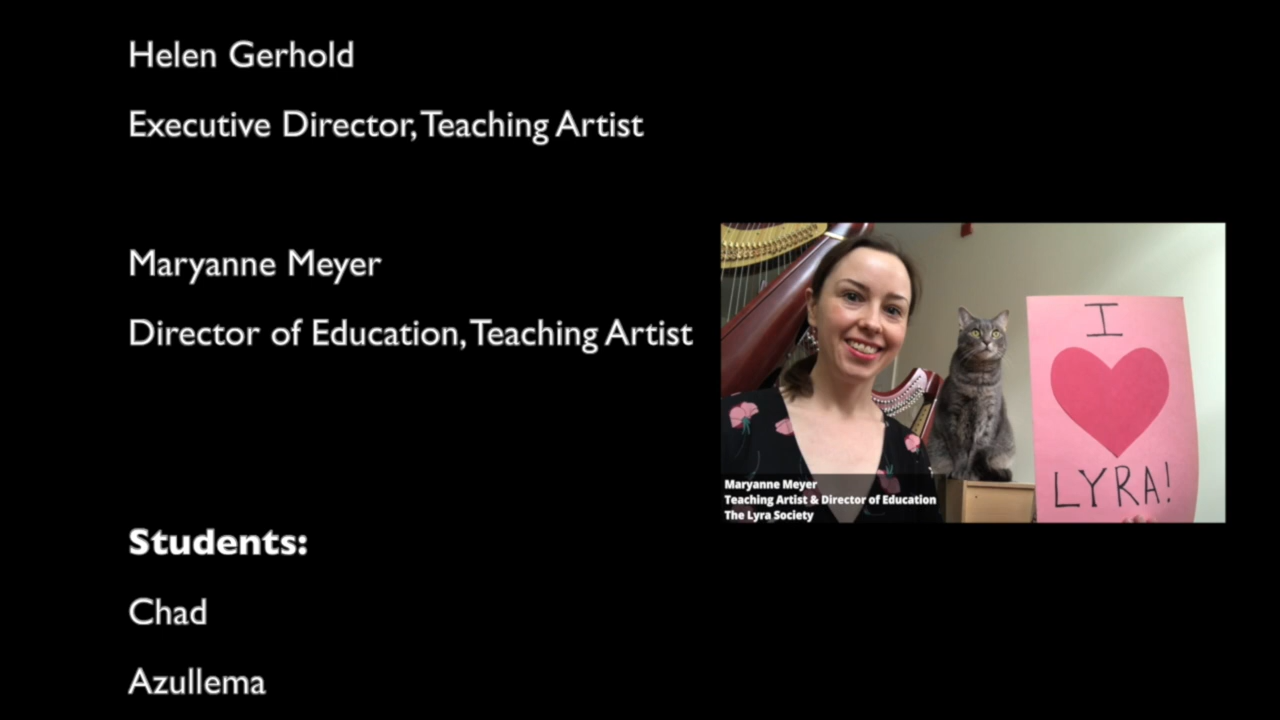 Helen Gerhold
Executive Director, Teaching Artist
Maryanne Meyer
Director of Education, Teaching Artist
I
LYRA!
Maryanne Meyer
Teaching Artist & Director of Education
The Lyra Society
Students:
Chad
Azullema